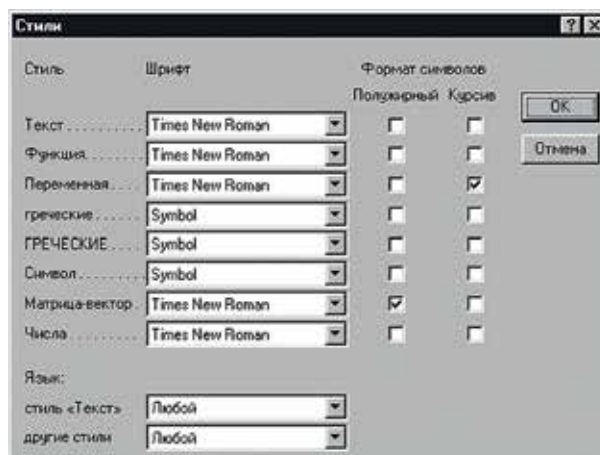 Стили
Стиль Шрифт Формат символов
Полужирный Курсив
OK
Отмена
Текст . . . . . . . . . . Times New Roman
Функция. . . . . . . . Times New Roman
Переменная . . . . Times New Roman
греческие . . . . . . Symbol
ГРЕЧЕСКИЕ . . . . Symbol
Символ . . . . . . . . Symbol
Матрица-вектор . Times New Roman
Числа . . . . . . . . . Times New Roman
Язык:
стиль «Текст» Любой
другие стили Любой